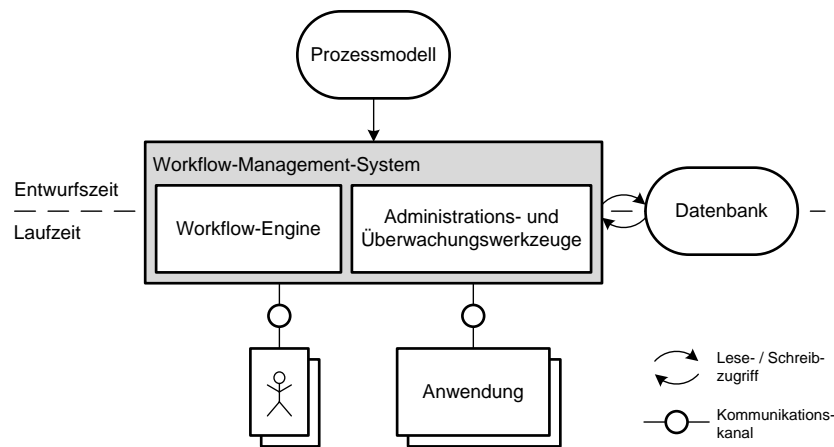 Prozessmodell
Workflow-Management-System
Entwurfszeit
Laufzeit
Workflow-Engine
Administrations- und
Überwachungswerkzeuge
Datenbank
Anwendung
Lese- / Schreib-
zugriff
Kommunikations-
kanal